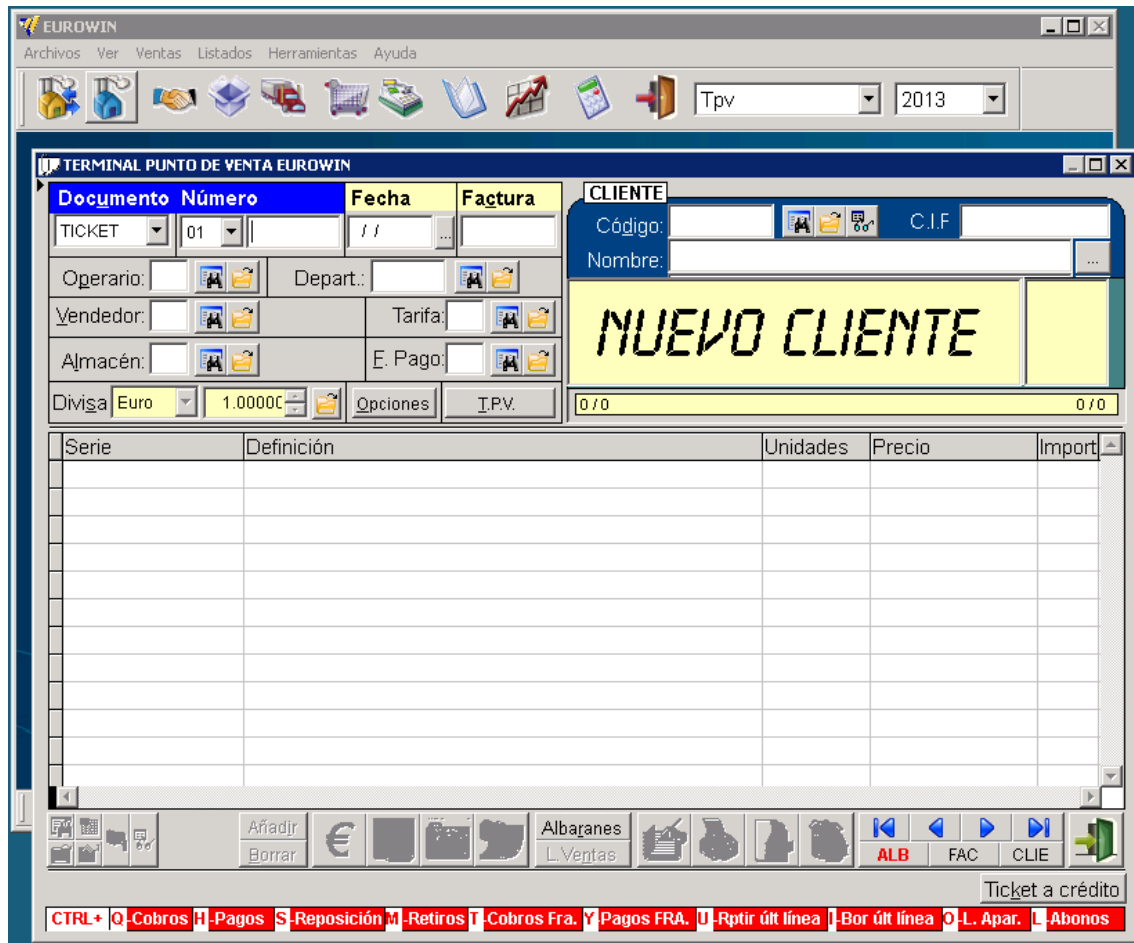 EUROWIN
Archivos Ver Ventas Listados Herramientas Ayuda
Tpv 2013
TERMINAL PUNTO DE VENTA EUROWIN
Documento Número Fecha Factura
TICKET 01 / / ...
CLIENTE
Código: C.I.F
Nombre: ...
Operario: Depart.:
Vendedor: Tarifa:
Almacén: F. Pago:
NUEVO CLIENTE
Divisa Euro 1.00000 Opciones T.P.V.
0 / 0 0 / 0
Serie Definición Unidades Precio Import
Añadir
Borrar
€
Albaranes
L.Ventas
ALB FAC CLIE
Ticket a crédito
CTRL+ Q -Cobros H -Pagos S -Reposición M -Retiros T -Cobros Fra. Y -Pagos FRA. U -Rptir últ línea I -Bor últ línea O -L. Apar. L -Abonos